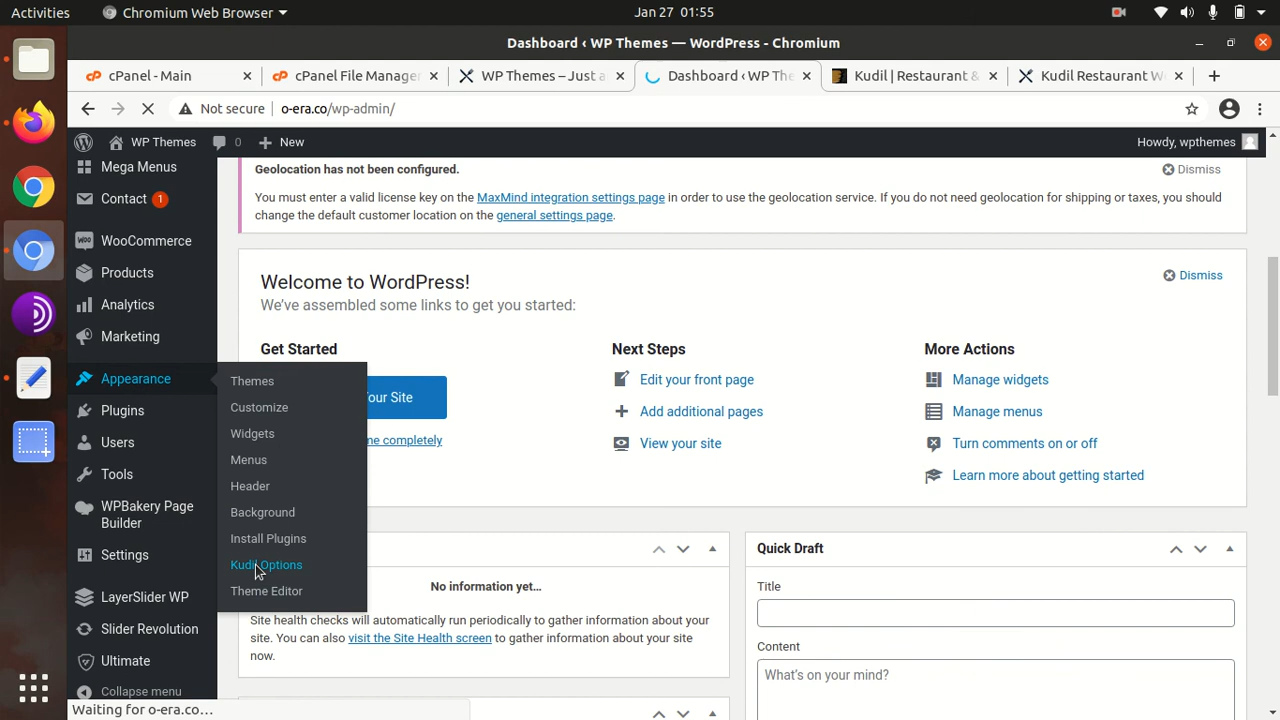 Activities
Chromium Web Browser
Jan 27 01:55
Dashboard ‹ WP Themes — WordPress - Chromium
cPanel - Main
cPanel File Manager
WP Themes – Just a
Dashboard ‹ WP The
Kudil | Restaurant &
Kudil Restaurant W
Not secure
o-era.co/wp-admin/
WP Themes
0
New
Howdy, wpthemes
Mega Menus
Contact 1
WooCommerce
Products
Analytics
Marketing
Appearance
Plugins
Users
Tools
WPBakery Page
Builder
Settings
LayerSlider WP
Slider Revolution
Ultimate
Collapse menu
Themes
Customize
Widgets
Menus
Header
Background
Install Plugins
Kudil Options
Theme Editor
Geolocation has not been configured.
Dismiss
You must enter a valid license key on the MaxMind integration settings page in order to use the geolocation service. If you do not need geolocation for shipping or taxes, you should
change the default customer location on the general settings page.
Welcome to WordPress!
Dismiss
We've assembled some links to get you started:
Get Started
Your Site
me completely
Next Steps
Edit your front page
Add additional pages
View your site
More Actions
Manage widgets
Manage menus
Turn comments on or off
Learn more about getting started
No information yet…
Site health checks will automatically run periodically to gather information about your
site. You can also visit the Site Health screen to gather information about your site
now.
Quick Draft
Title
Content
What's on your mind?
Waiting for o-era.co…